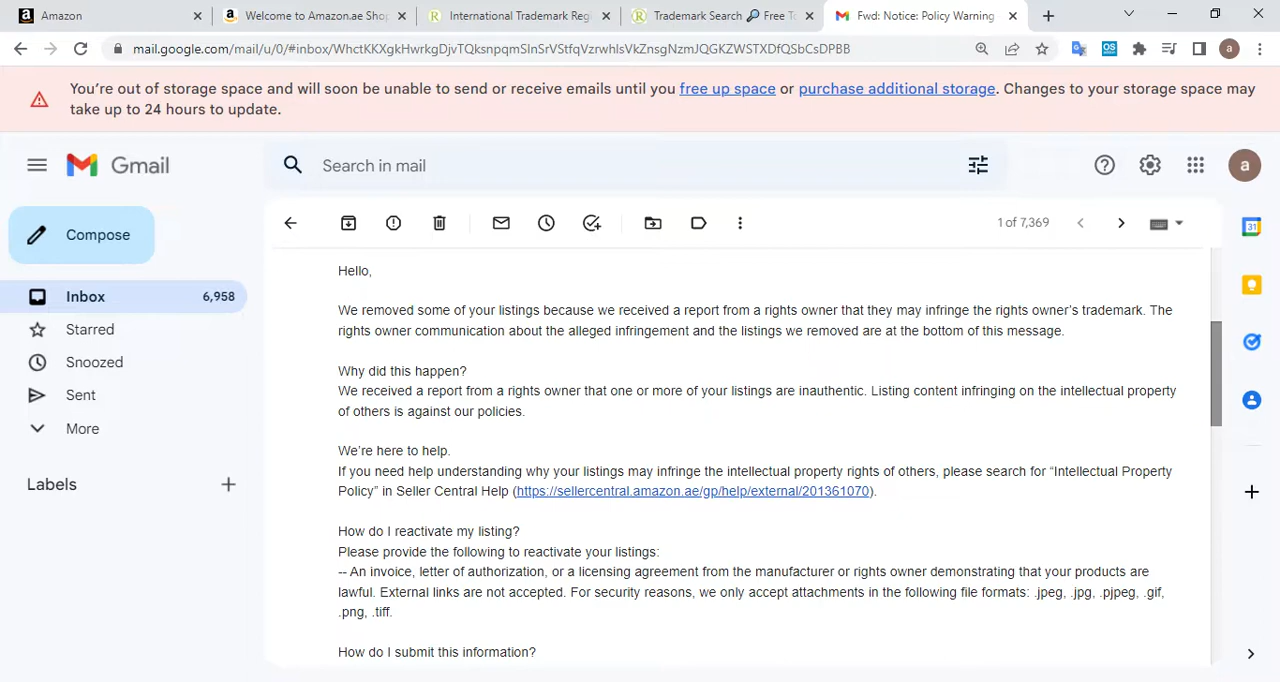 Amazon
Welcome to Amazon.ae Sho
International Trademark Reg
Trademark Search 🔎 Free To
Fwd: Notice: Policy Warning
mail.google.com/mail/u/0/#inbox/
You're out of storage space and will soon be unable to send or receive emails until you free up space or purchase additional storage. Changes to your storage space may
take up to 24 hours to update.
Gmail
Search in mail
a
Compose
1 of 7,369
Inbox 6,958
Starred
Snoozed
Sent
More
Labels
Hello,
We removed some of your listings because we received a report from a rights owner that they may infringe the rights owner's trademark. The
rights owner communication about the alleged infringement and the listings we removed are at the bottom of this message.
Why did this happen?
We received a report from a rights owner that one or more of your listings are inauthentic. Listing content infringing on the intellectual property
of others is against our policies.
We're here to help.
If you need help understanding why your listings may infringe the intellectual property rights of others, please search for “Intellectual Property
Policy” in Seller Central Help (https://sellercentral.amazon.ae/gp/help/external/201361070).
How do I reactivate my listing?
Please provide the following to reactivate your listings:
-- An invoice, letter of authorization, or a licensing agreement from the manufacturer or rights owner demonstrating that your products are
lawful. External links are not accepted. For security reasons, we only accept attachments in the following file formats: .jpeg, .jpg, .pjpeg, .gif,
.png, .tiff.
How do I submit this information?